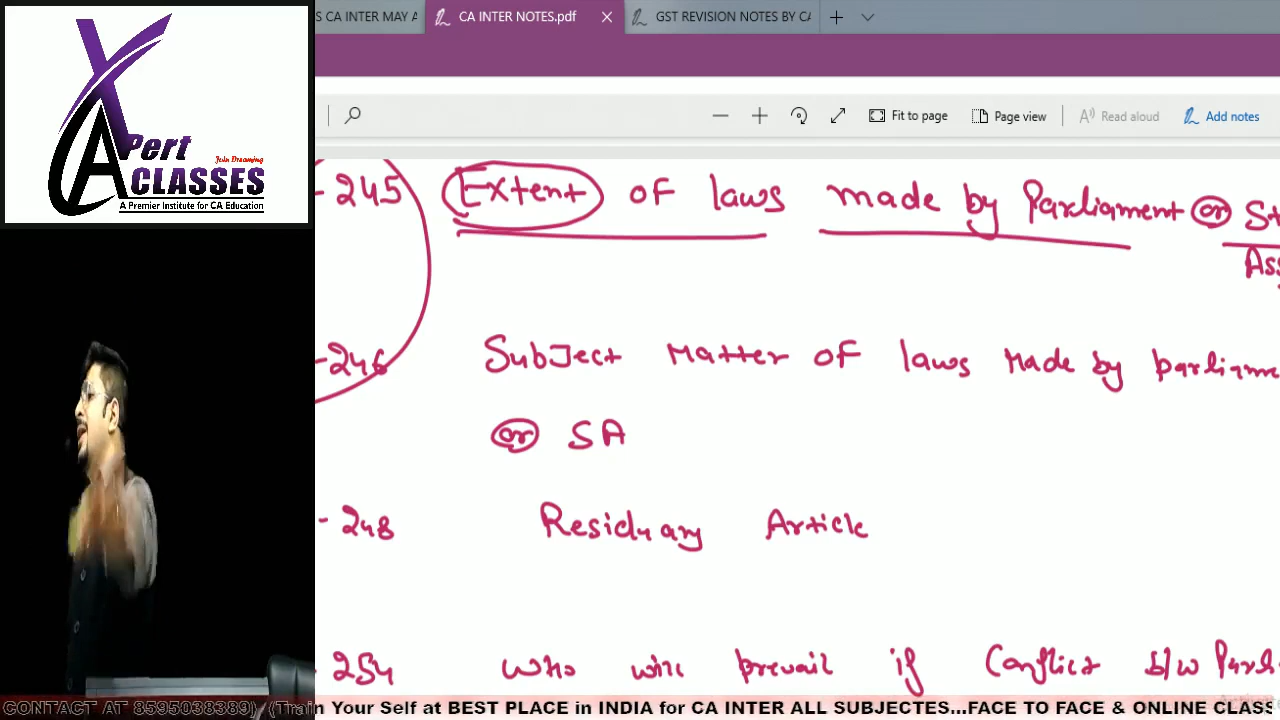 S CA INTER MAY A
CA INTER NOTES.pdf
GST REVISION NOTES BY CA
Fit to page
Page view
Read aloud
Add notes
XPert
Join Dreaming
CA CLASSES
A Premier Institute for CA Education
-245 Extent of laws made by Parliament or St
Ass
-246 Subject Matter of laws Made by parliame
or SA
-248 Residuary Article
-254 Who will prevail if Conflict b/w Parli
CONTACT AT 8595038389) (Train Your Self at BEST PLACE in INDIA for CA INTER ALL SUBJECTES...FACE TO FACE & ONLINE CLASS